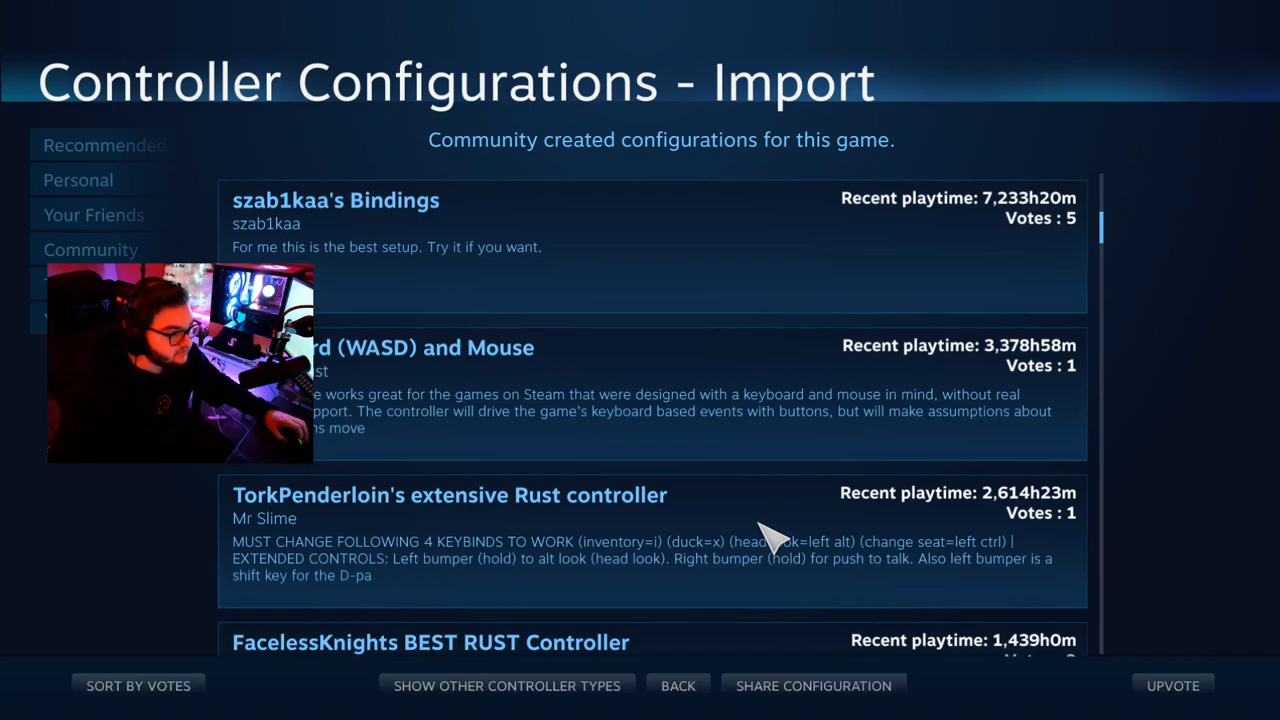 Controller Configurations - Import
Community created configurations for this game.
Recommended
Personal
Your Friends
Community
szab1kaa's Bindings
Recent playtime: 7,233h20m
szab1kaa
Votes : 5
For me this is the best setup. Try it if you want.
(WASD) and Mouse
Recent playtime: 3,378h58m
Votes : 1
works great for the games on Steam that were designed with a keyboard and mouse in mind, without real
The controller will drive the game's keyboard based events with buttons, but will make assumptions about
move
TorkPenderloin's extensive Rust controller
Recent playtime: 2,614h23m
Mr Slime
Votes : 1
MUST CHANGE FOLLOWING 4 KEYBINDS TO WORK (inventory=i) (duck=x) (head look=left alt) (change seat=left ctrl) |
EXTENDED CONTROLS: Left bumper (hold) to alt look (head look). Right bumper (hold) for push to talk. Also left bumper is a
shift key for the D-pa
FacelessKnights BEST RUST Controller
Recent playtime: 1,439h0m
SORT BY VOTES
SHOW OTHER CONTROLLER TYPES
BACK
SHARE CONFIGURATION
UPVOTE